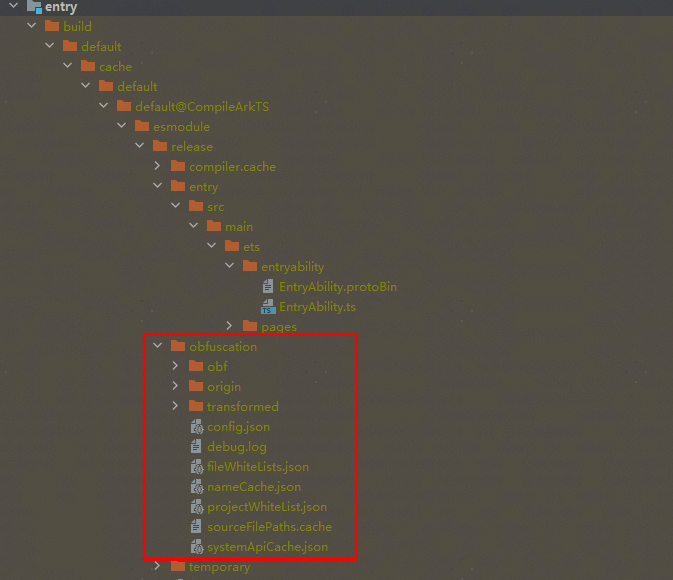 entry
build
default
cache
default
default@CompileArkTS
esmodule
release
compiler.cache
entry
src
main
ets
entryability
EntryAbility.protoBin
EntryAbility.ts
pages
obfuscation
obf
origin
transformed
config.json
debug.log
fileWhiteLists.json
nameCache.json
projectWhiteList.json
sourceFilePaths.cache
systemApiCache.json
temporary